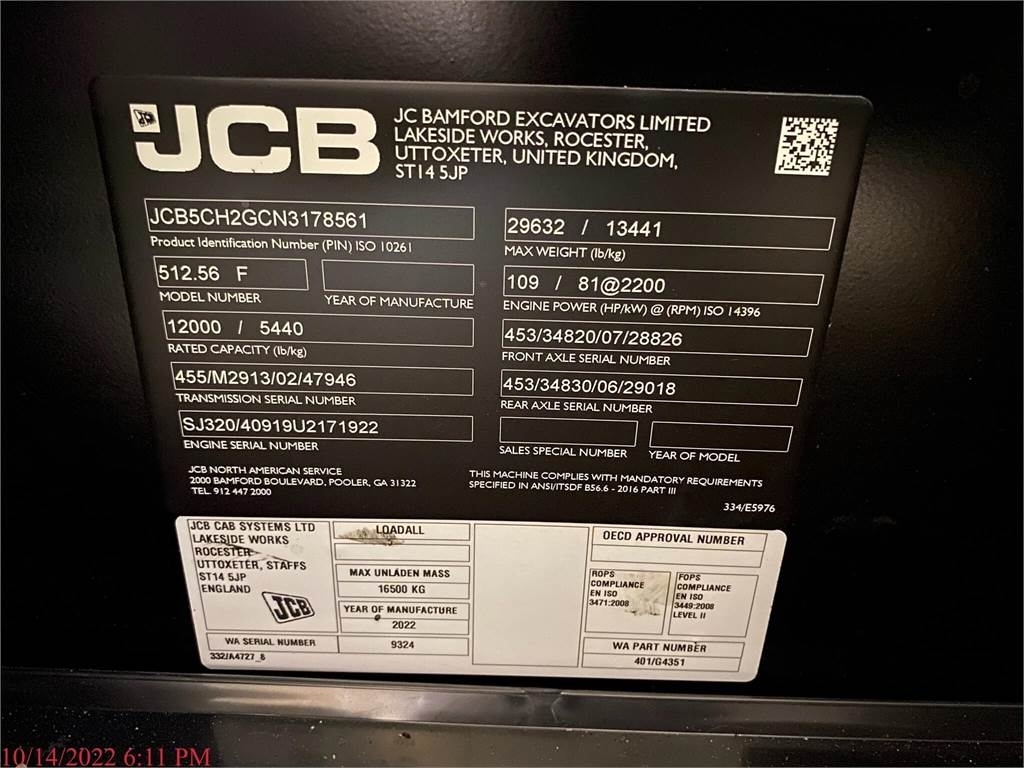 JCB
JC BAMFORD EXCAVATORS LIMITED
LAKESIDE WORKS, ROCESTER,
UTTOXETER, UNITED KINGDOM,
ST14 5JP
JCB5CH2GCN3178561
Product Identification Number (PIN) ISO 10261
512.56 F
MODEL NUMBER
YEAR OF MANUFACTURE
12000 / 5440
RATED CAPACITY (lb/kg)
455/M2913/02/47946
TRANSMISSION SERIAL NUMBER
SJ320/40919U2171922
ENGINE SERIAL NUMBER
29632 / 13441
MAX WEIGHT (lb/kg)
109 / 81@2200
ENGINE POWER (HP/kW) @ (RPM) ISO 14396
453/34820/07/28826
FRONT AXLE SERIAL NUMBER
453/34830/06/29018
REAR AXLE SERIAL NUMBER
SALES SPECIAL NUMBER
YEAR OF MODEL
JCB NORTH AMERICAN SERVICE
2000 BAMFORD BOULEVARD, POOLER, GA 31322
TEL. 912 447 2000
THIS MACHINE COMPLIES WITH MANDATORY REQUIREMENTS
SPECIFIED IN ANSI/ITSDF B56.6 - 2016 PART III
334/E5976
JCB CAB SYSTEMS LTD
LAKESIDE WORKS
ROCESTER
UTTOXETER, STAFFS
ST14 5JP
ENGLAND
JCB
WA SERIAL NUMBER
332/A4727_6
LOADALL
MAX UNLADEN MASS
16500 KG
YEAR OF MANUFACTURE
2022
9324
OECD APPROVAL NUMBER
ROPS
COMPLIANCE
EN ISO
3471:2008
FOPS
COMPLIANCE
EN ISO
3449:2008
LEVEL II
WA PART NUMBER
401/G4351
10/14/2022 6:11 PM